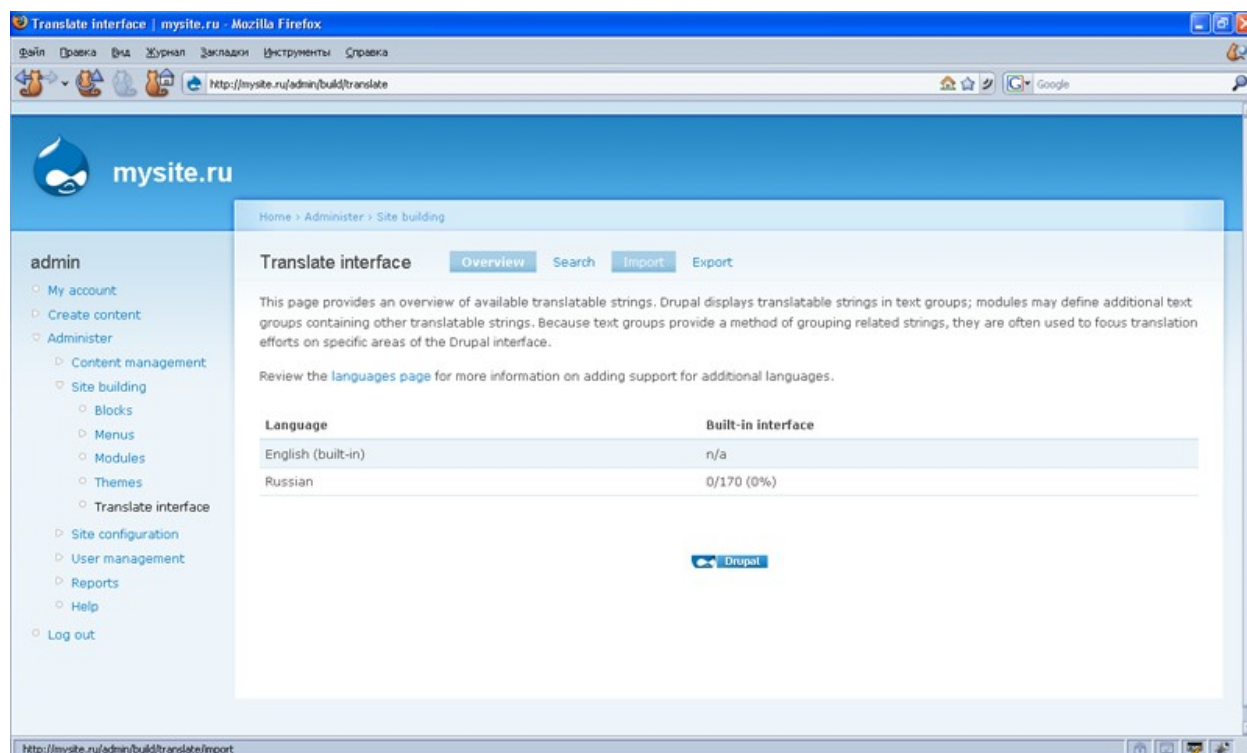 Translate interface | mysite.ru - Mozilla Firefox
Файл Правка Вид Журнал Закладки Инструменты Справка
http://mysite.ru/admin/build/translate
Google
mysite.ru
Home > Administer > Site building
admin
My account
Create content
Administer
Content management
Site building
Blocks
Menus
Modules
Themes
Translate interface
Site configuration
User management
Reports
Help
Log out
Translate interface Overview Search Import Export
This page provides an overview of available translatable strings. Drupal displays translatable strings in text groups; modules may define additional text
groups containing other translatable strings. Because text groups provide a method of grouping related strings, they are often used to focus translation
efforts on specific areas of the Drupal interface.
Review the languages page for more information on adding support for additional languages.
Language Built-in interface
English (built-in) n/a
Russian 0/170 (0%)
Drupal
http://mysite.ru/admin/build/translate/import